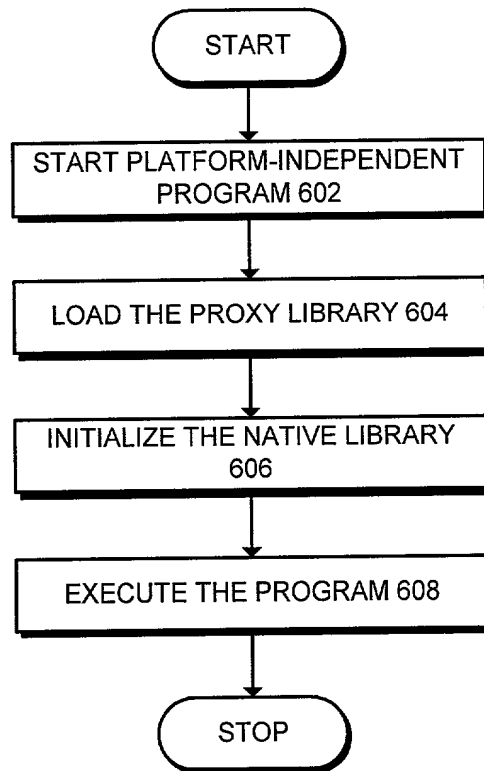 START
START PLATFORM-INDEPENDENT
PROGRAM 602
LOAD THE PROXY LIBRARY 604
INITIALIZE THE NATIVE LIBRARY
606
EXECUTE THE PROGRAM 608
STOP